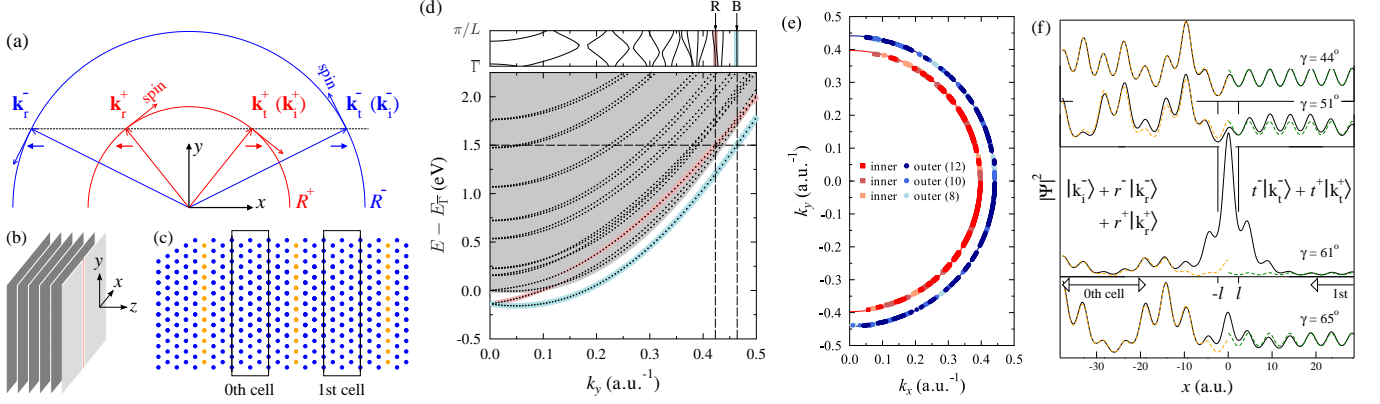 (a)
k_r^-
spin
k_r^+
k_t^+ (k_i^+)
spin
k_t^- (k_i^-)
y
x
R^+
R^-
(b)
y
x
z
(c)
0th cell
1st cell
(d)
R
B
π/L
Γ̄
E − E_Γ̄ (eV)
2.0
1.5
1.0
0.5
0.0
-0.5
0.0
0.1
0.2
0.3
0.4
0.5
k_y (a.u.^-1)
(e)
k_y (a.u.^-1)
0.4
0.3
0.2
0.1
0.0
-0.1
-0.2
-0.3
-0.4
-0.5
inner outer (12)
inner outer (10)
inner outer (8)
0.0
0.1
0.2
0.3
0.4
0.5
k_x (a.u.^-1)
(f)
|Ψ|^2
γ = 44°
γ = 51°
|k_i^-⟩ + r^-|k_r^-⟩
+ r^+|k_r^+⟩
t^-|k_t^-⟩ + t^+|k_t^+⟩
γ = 61°
0th cell
-l
l
1st
γ = 65°
-30
-20
-10
0
10
20
x (a.u.)